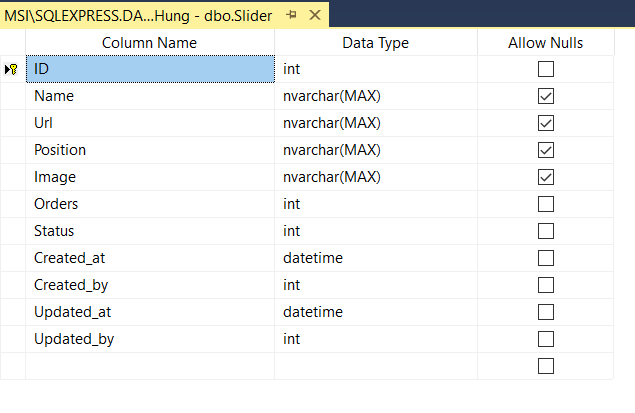 MSI\SQLEXPRESS.DA...Hung - dbo.Slider
Column Name Data Type Allow Nulls
ID int
Name nvarchar(MAX)
Url nvarchar(MAX)
Position nvarchar(MAX)
Image nvarchar(MAX)
Orders int
Status int
Created_at datetime
Created_by int
Updated_at datetime
Updated_by int